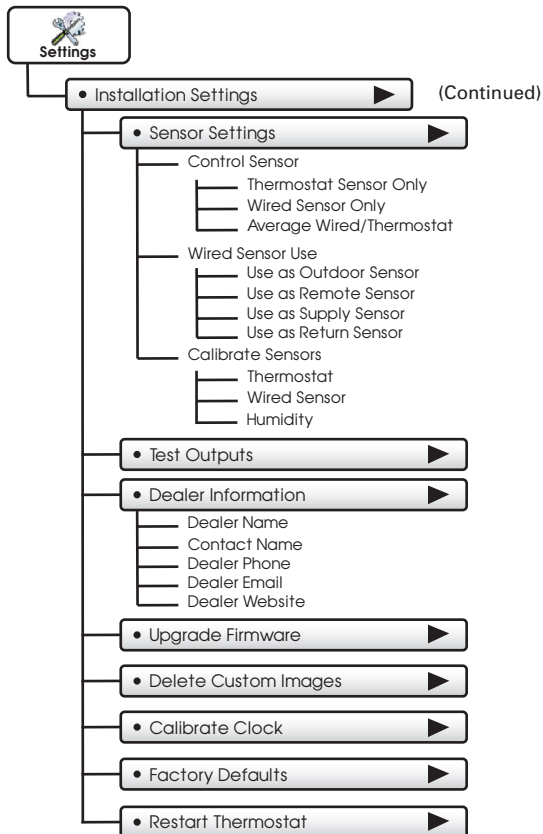 Settings
• Installation Settings
(Continued)
• Sensor Settings
Control Sensor
Thermostat Sensor Only
Wired Sensor Only
Average Wired/Thermostat
Wired Sensor Use
Use as Outdoor Sensor
Use as Remote Sensor
Use as Supply Sensor
Use as Return Sensor
Calibrate Sensors
Thermostat
Wired Sensor
Humidity
• Test Outputs
• Dealer Information
Dealer Name
Contact Name
Dealer Phone
Dealer Email
Dealer Website
• Upgrade Firmware
• Delete Custom Images
• Calibrate Clock
• Factory Defaults
• Restart Thermostat